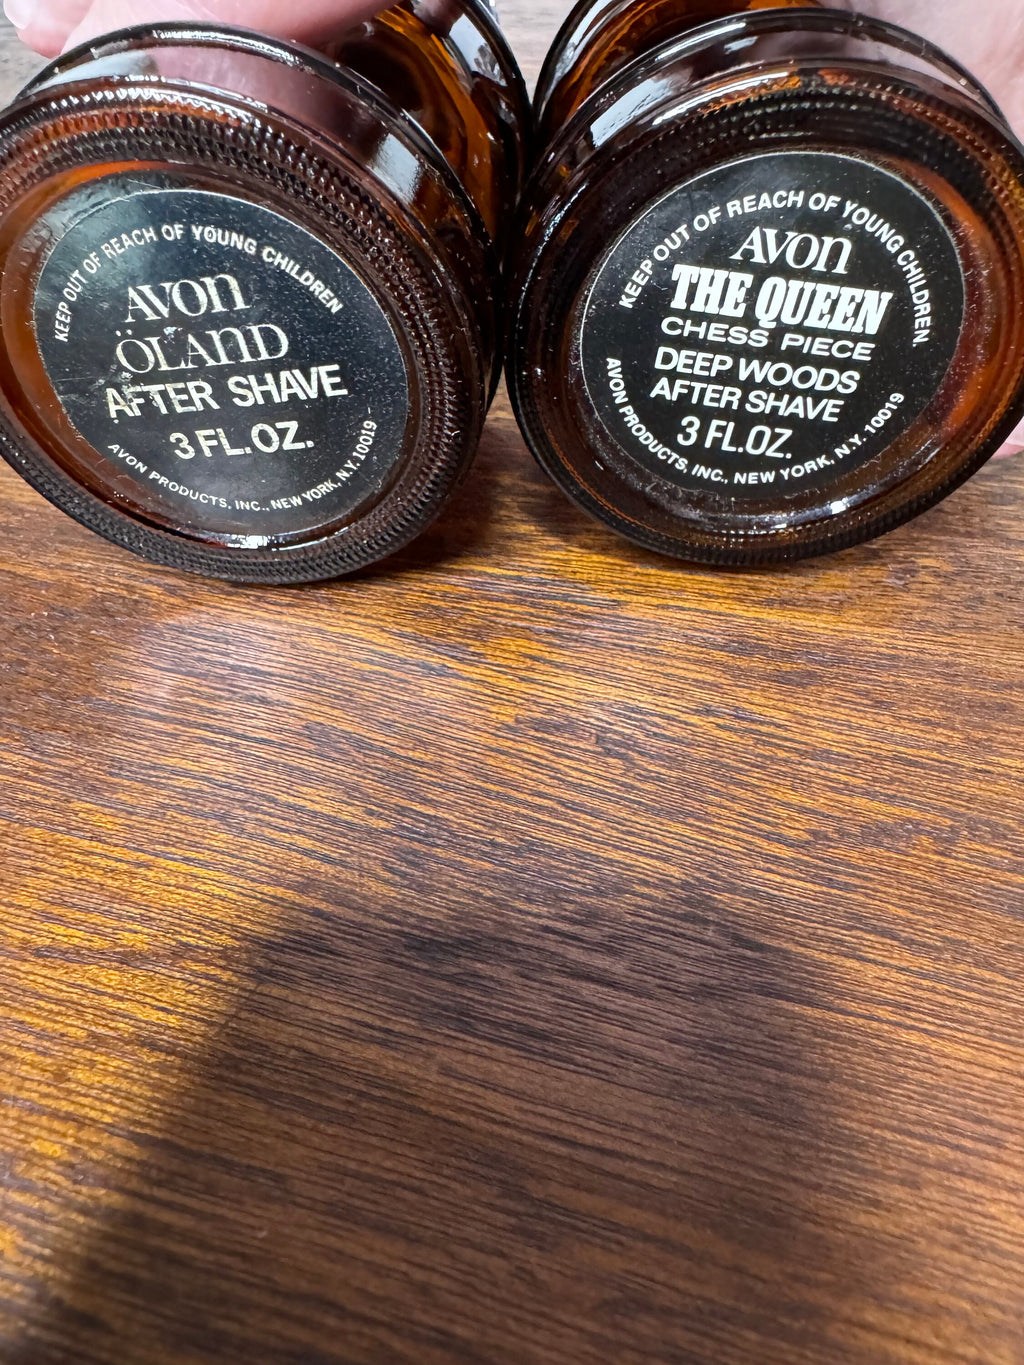 KEEP OUT OF REACH OF YOUNG CHILDREN
AVON
ÖLAND
AFTER SHAVE
3 FL. OZ.
AVON PRODUCTS, INC., NEW YORK, N.Y. 10019
KEEP OUT OF REACH OF YOUNG CHILDREN
AVON
THE QUEEN
CHESS PIECE
DEEP WOODS
AFTER SHAVE
3 FL.OZ.
AVON PRODUCTS, INC., NEW YORK, N.Y. 10019